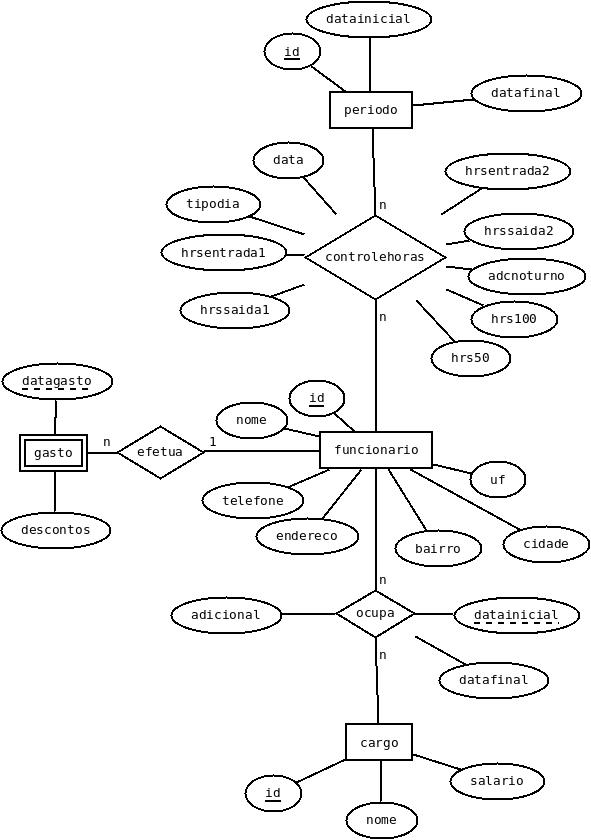 datainicial
id
datafinal
periodo
data
hrsentrada2
tipodia
n
hrssaida2
hrsentrada1
controlehoras
adcnoturno
hrssaida1
n
hrs100
hrs50
datagasto
id
nome
n
1
gasto
efetua
funcionario
uf
telefone
descontos
endereco
bairro
cidade
n
adicional
ocupa
datainicial
n
datafinal
cargo
salario
id
nome